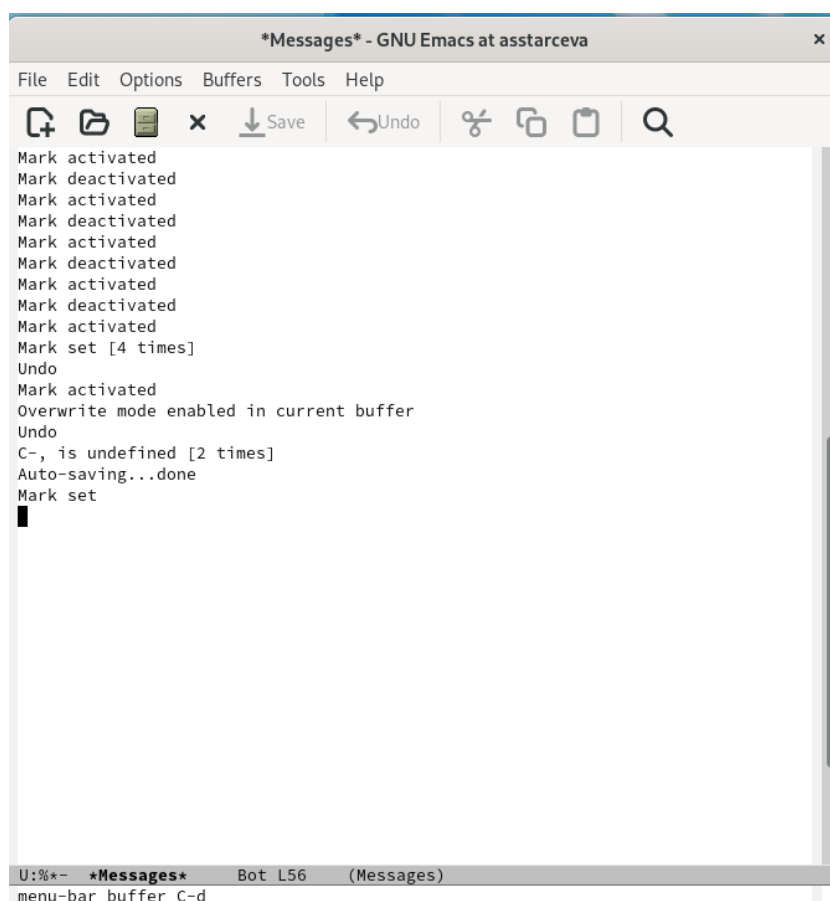 *Messages* - GNU Emacs at asstarceva
File Edit Options Buffers Tools Help
Save Undo
Mark activated
Mark deactivated
Mark activated
Mark deactivated
Mark activated
Mark deactivated
Mark activated
Mark deactivated
Mark activated
Mark set [4 times]
Undo
Mark activated
Overwrite mode enabled in current buffer
Undo
C-, is undefined [2 times]
Auto-saving...done
Mark set
U:%*- *Messages* Bot L56 (Messages)
menu-bar buffer C-d